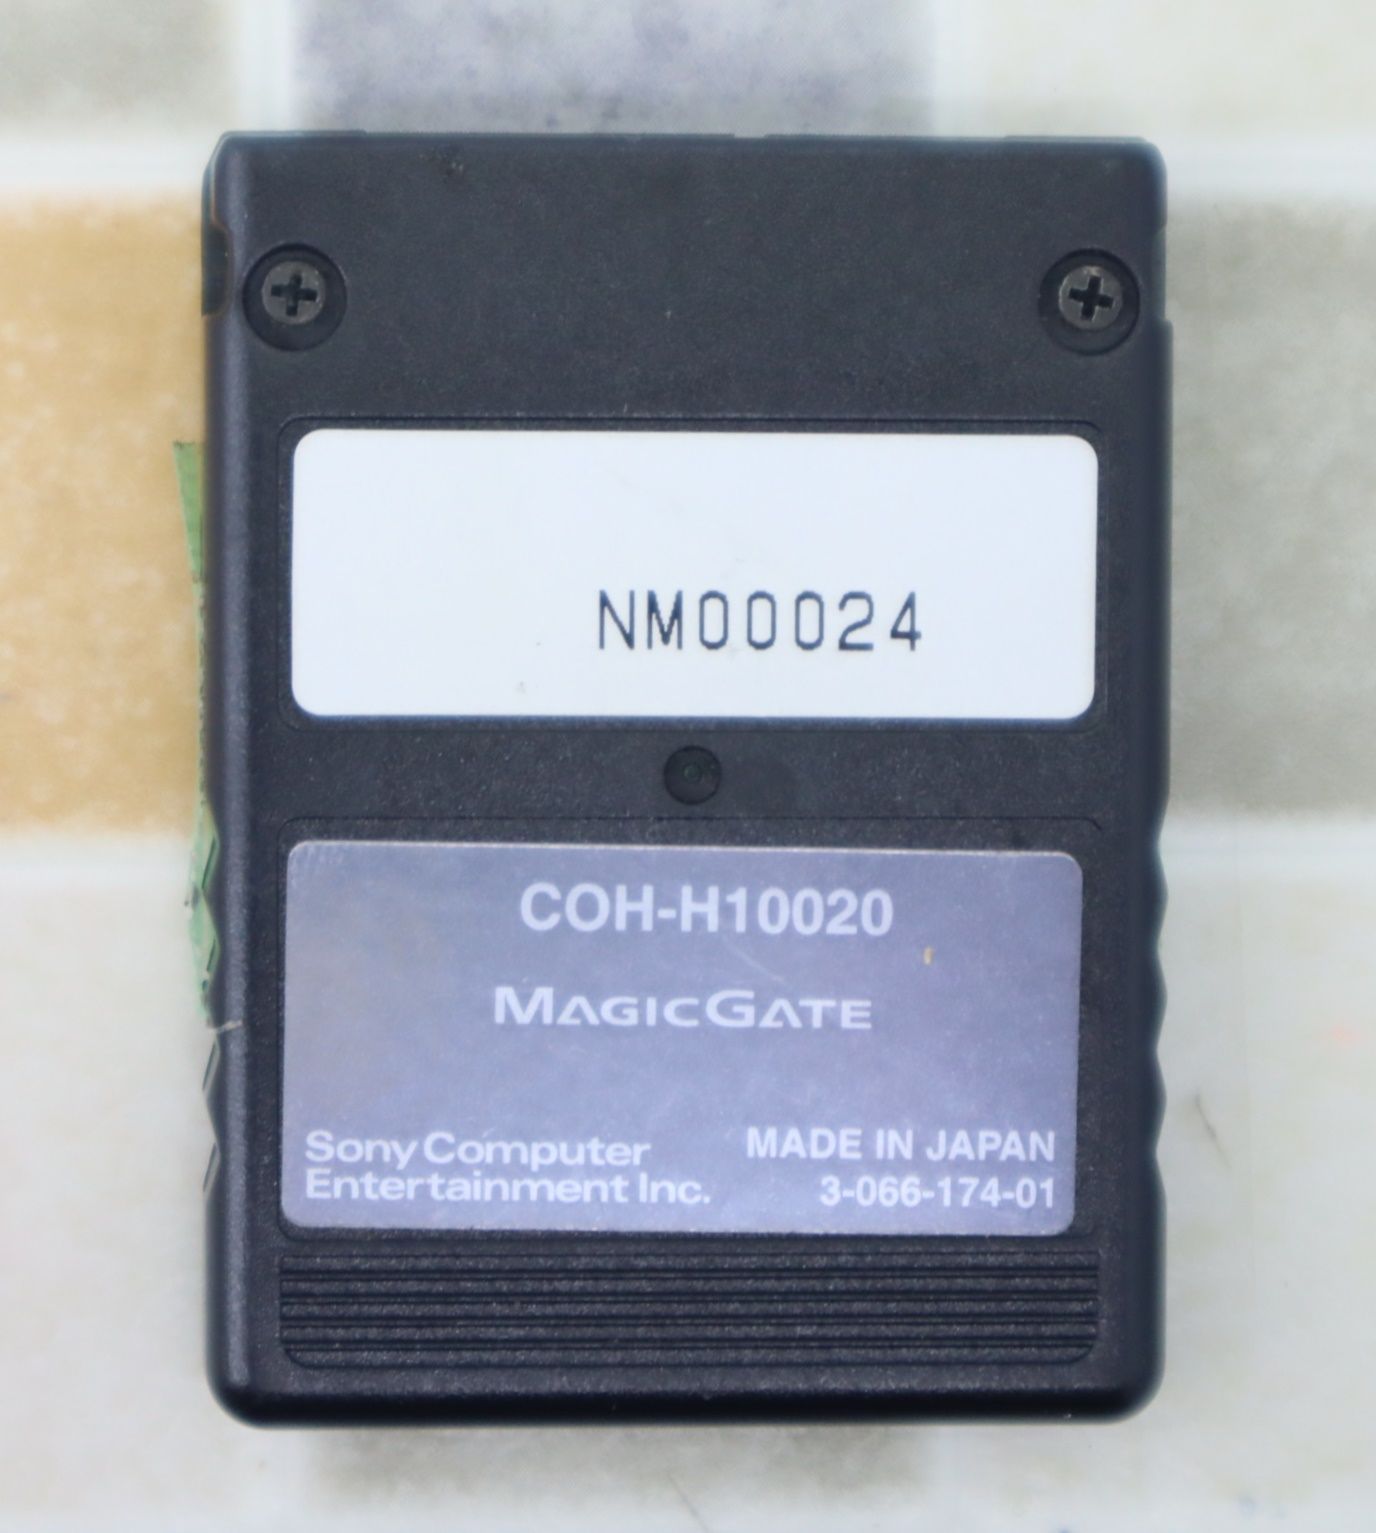 NM00024
COH-H10020
MAGICGATE
Sony Computer
Entertainment Inc.
MADE IN JAPAN
3-066-174-01